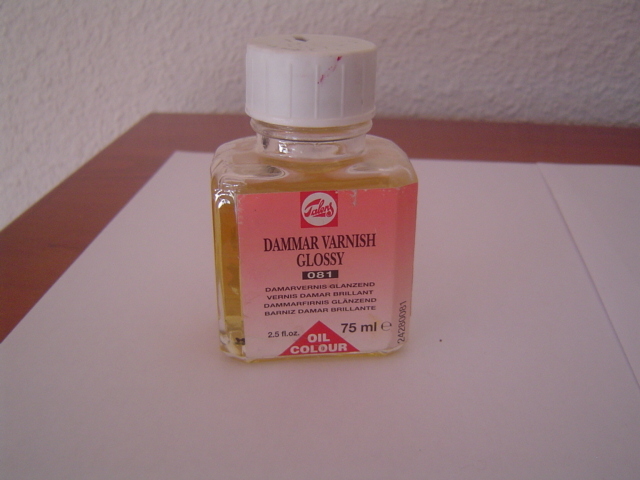 Talens
DAMMAR VARNISH
GLOSSY
081
DAMARVERNIS-GLANZEND
VERNIS DAMAR BRILLANT
DAMMARFIRNIS GLÄNZEND
BARNIZ DAMAR BRILLANTE
2.5 fl.oz. 75 ml ℮
OIL
COLOUR
24280081